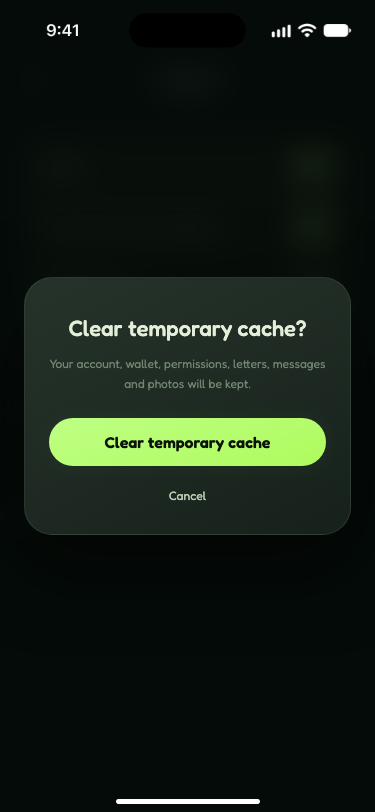 9:41
Clear temporary cache?
Your account, wallet, permissions, letters, messages
and photos will be kept.
Clear temporary cache
Cancel